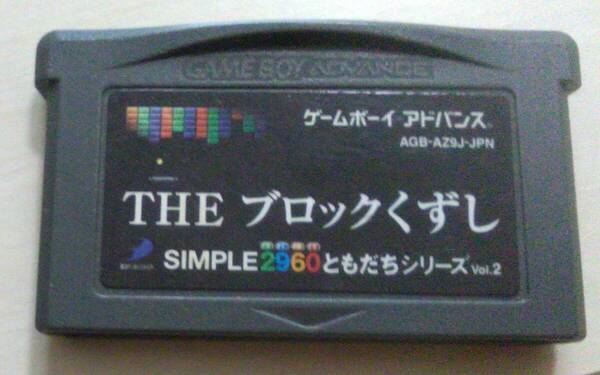 GAME BOY ADVANCE
ゲームボーイアドバンス
AGB-AZ9J-JPN
THE ブロックくずし
SIMPLE2960ともだちシリーズ Vol.2